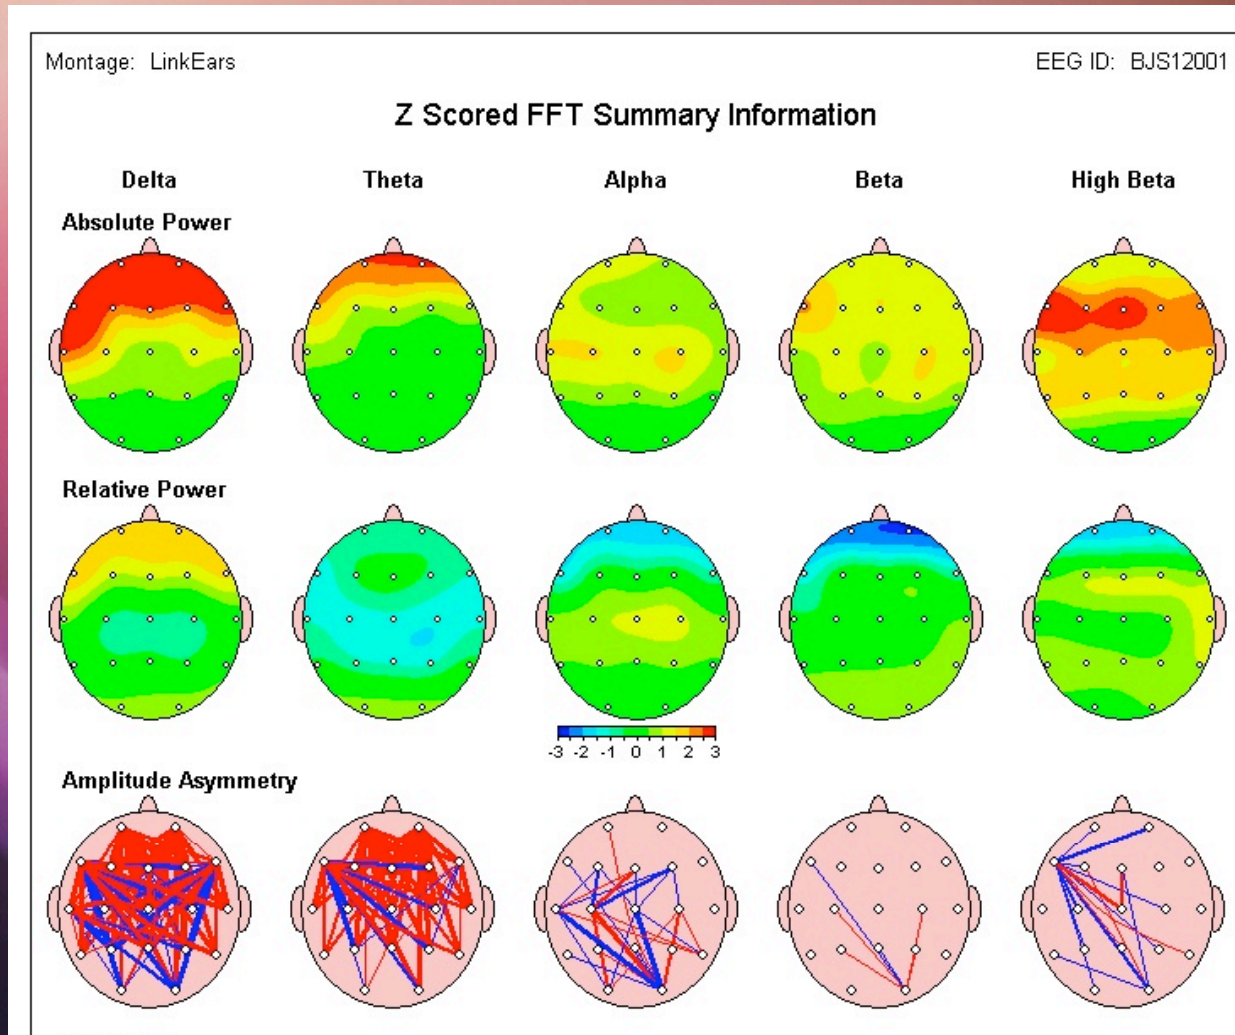 Montage: LinkEars EEG ID: BJS12001
Z Scored FFT Summary Information
Delta Theta Alpha Beta High Beta
Absolute Power
Relative Power
-3 -2 -1 0 1 2 3
Amplitude Asymmetry